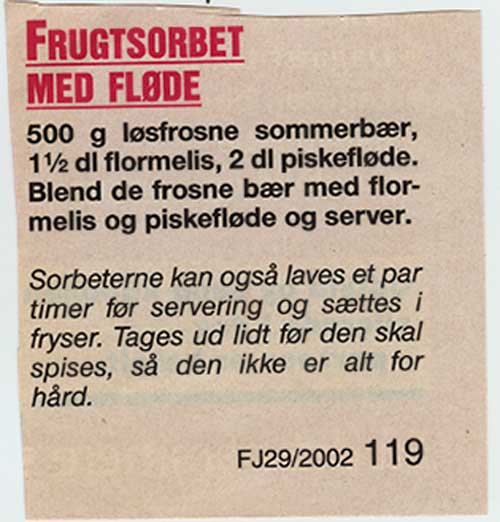 FRUGTSORBET
MED FLØDE
500 g løsfrosne sommerbær,
1½ dl flormelis, 2 dl piskefløde.
Blend de frosne bær med flor-
melis og piskefløde og server.
Sorbeterne kan også laves et par
timer før servering og sættes i
fryser. Tages ud lidt før den skal
spises, så den ikke er alt for
hård.
FJ29/2002 119